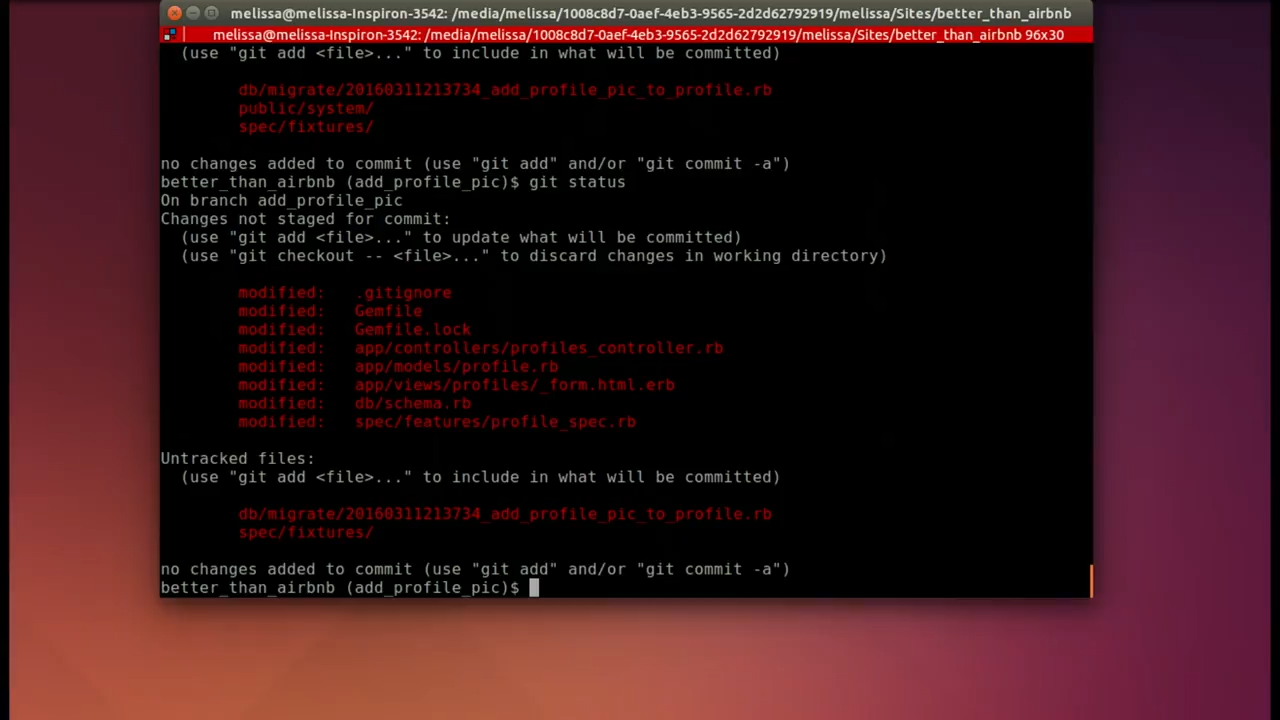 melissa@melissa-Inspiron-3542: /media/melissa/1008c8d7-0aef-4eb3-9565-2d2d62792919/melissa/Sites/better_than_airbnb
melissa@melissa-Inspiron-3542: /media/melissa/1008c8d7-0aef-4eb3-9565-2d2d62792919/melissa/Sites/better_than_airbnb 96x30
(use "git add <file>..." to include in what will be committed)
db/migrate/20160311213734_add_profile_pic_to_profile.rb
public/system/
spec/fixtures/
no changes added to commit (use "git add" and/or "git commit -a")
better_than_airbnb (add_profile_pic)$ git status
On branch add_profile_pic
Changes not staged for commit:
(use "git add <file>..." to update what will be committed)
(use "git checkout -- <file>..." to discard changes in working directory)
modified:   .gitignore
modified:   Gemfile
modified:   Gemfile.lock
modified:   app/controllers/profiles_controller.rb
modified:   app/models/profile.rb
modified:   app/views/profiles/_form.html.erb
modified:   db/schema.rb
modified:   spec/features/profile_spec.rb
Untracked files:
(use "git add <file>..." to include in what will be committed)
db/migrate/20160311213734_add_profile_pic_to_profile.rb
spec/fixtures/
no changes added to commit (use "git add" and/or "git commit -a")
better_than_airbnb (add_profile_pic)$